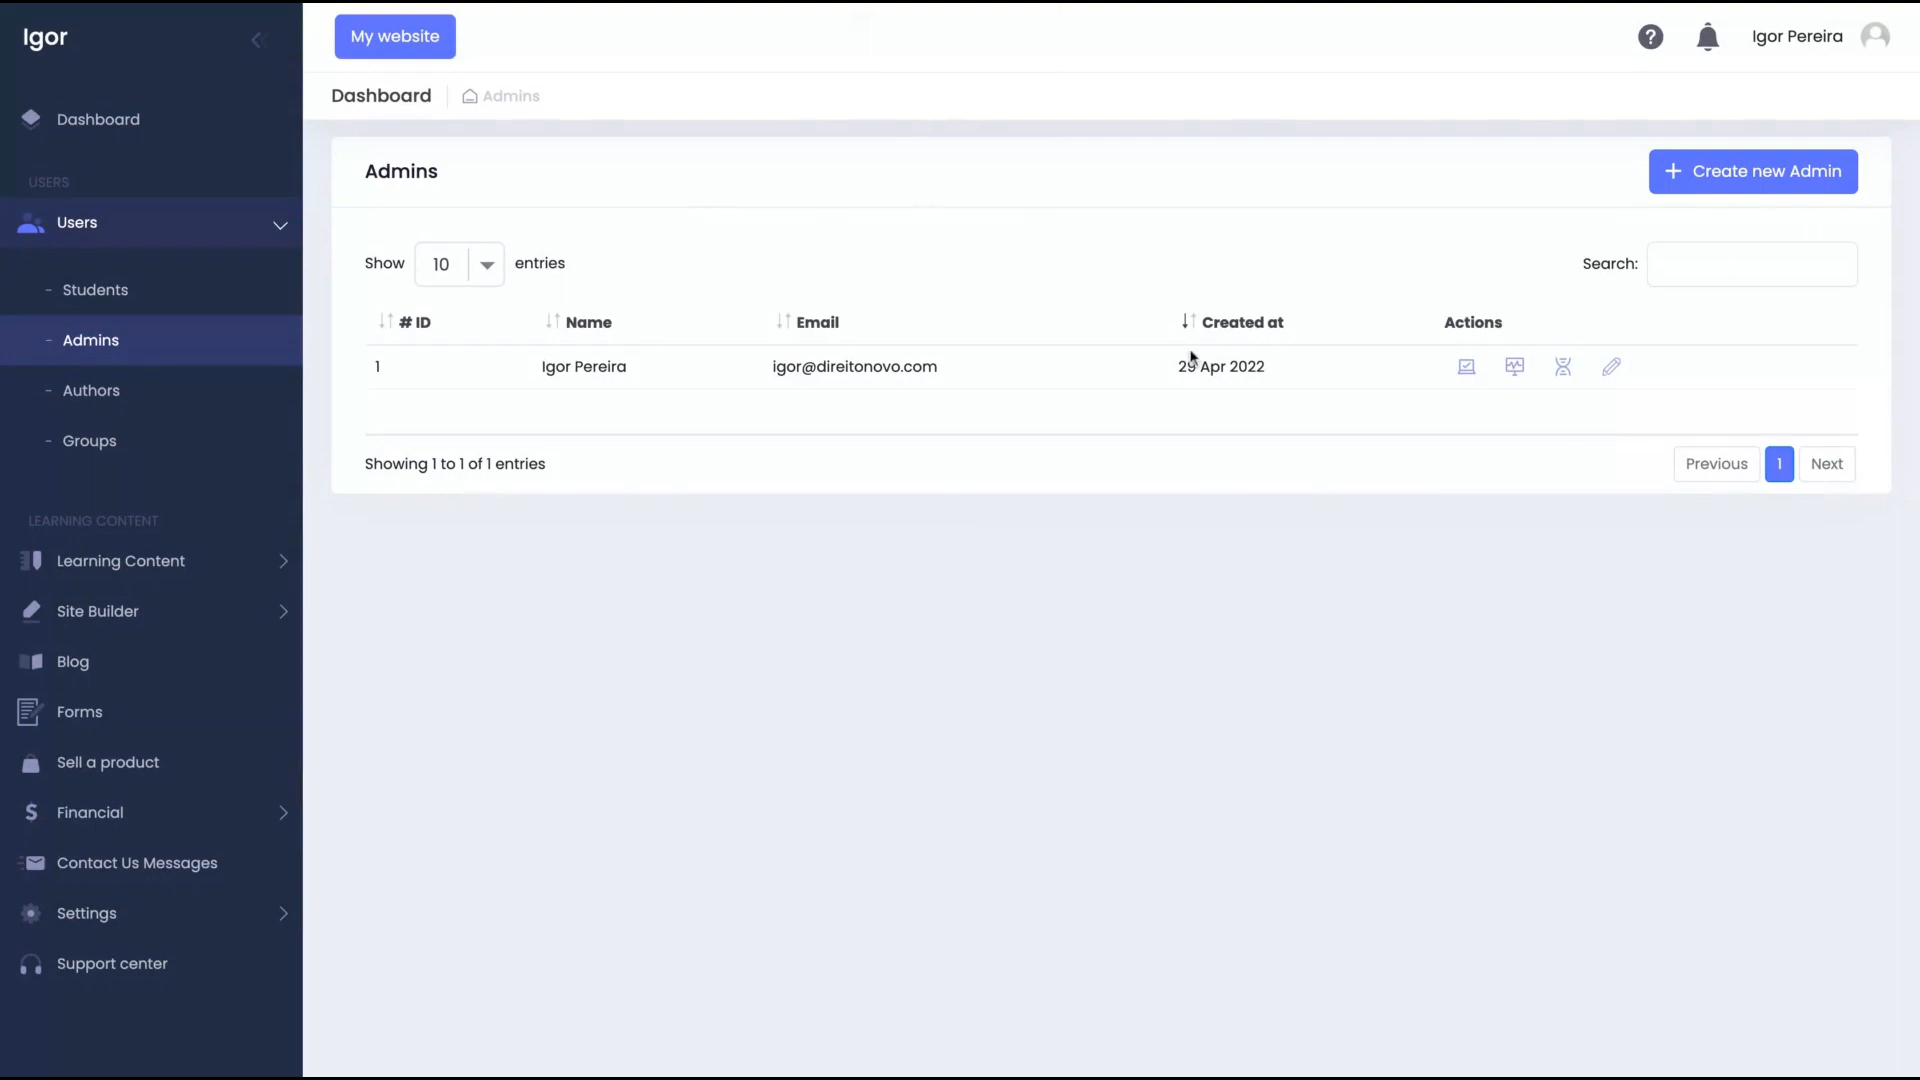 Igor
My website
?
Igor Pereira
Dashboard
Admins
Dashboard
USERS
Users
- Students
- Admins
- Authors
- Groups
LEARNING CONTENT
Learning Content
Site Builder
Blog
Forms
Sell a product
$ Financial
Contact Us Messages
Settings
Support center
Admins
+ Create new Admin
Show 10 entries
Search:
# ID Name Email Created at Actions
1 Igor Pereira igor@direitonovo.com 29 Apr 2022
Showing 1 to 1 of 1 entries
Previous 1 Next